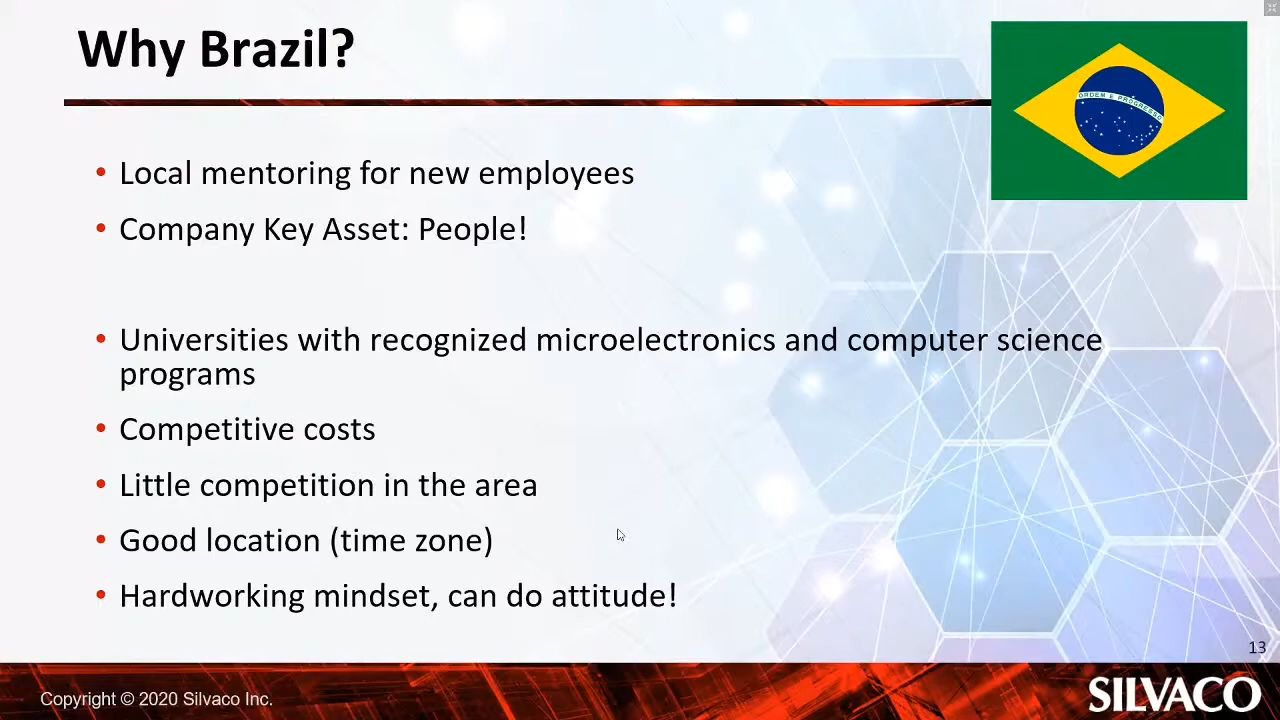 Why Brazil?
ORDEM E PROGRESSO
• Local mentoring for new employees
• Company Key Asset: People!
• Universities with recognized microelectronics and computer science
programs
• Competitive costs
• Little competition in the area
• Good location (time zone)
• Hardworking mindset, can do attitude!
13
Copyright © 2020 Silvaco Inc.
SILVACO